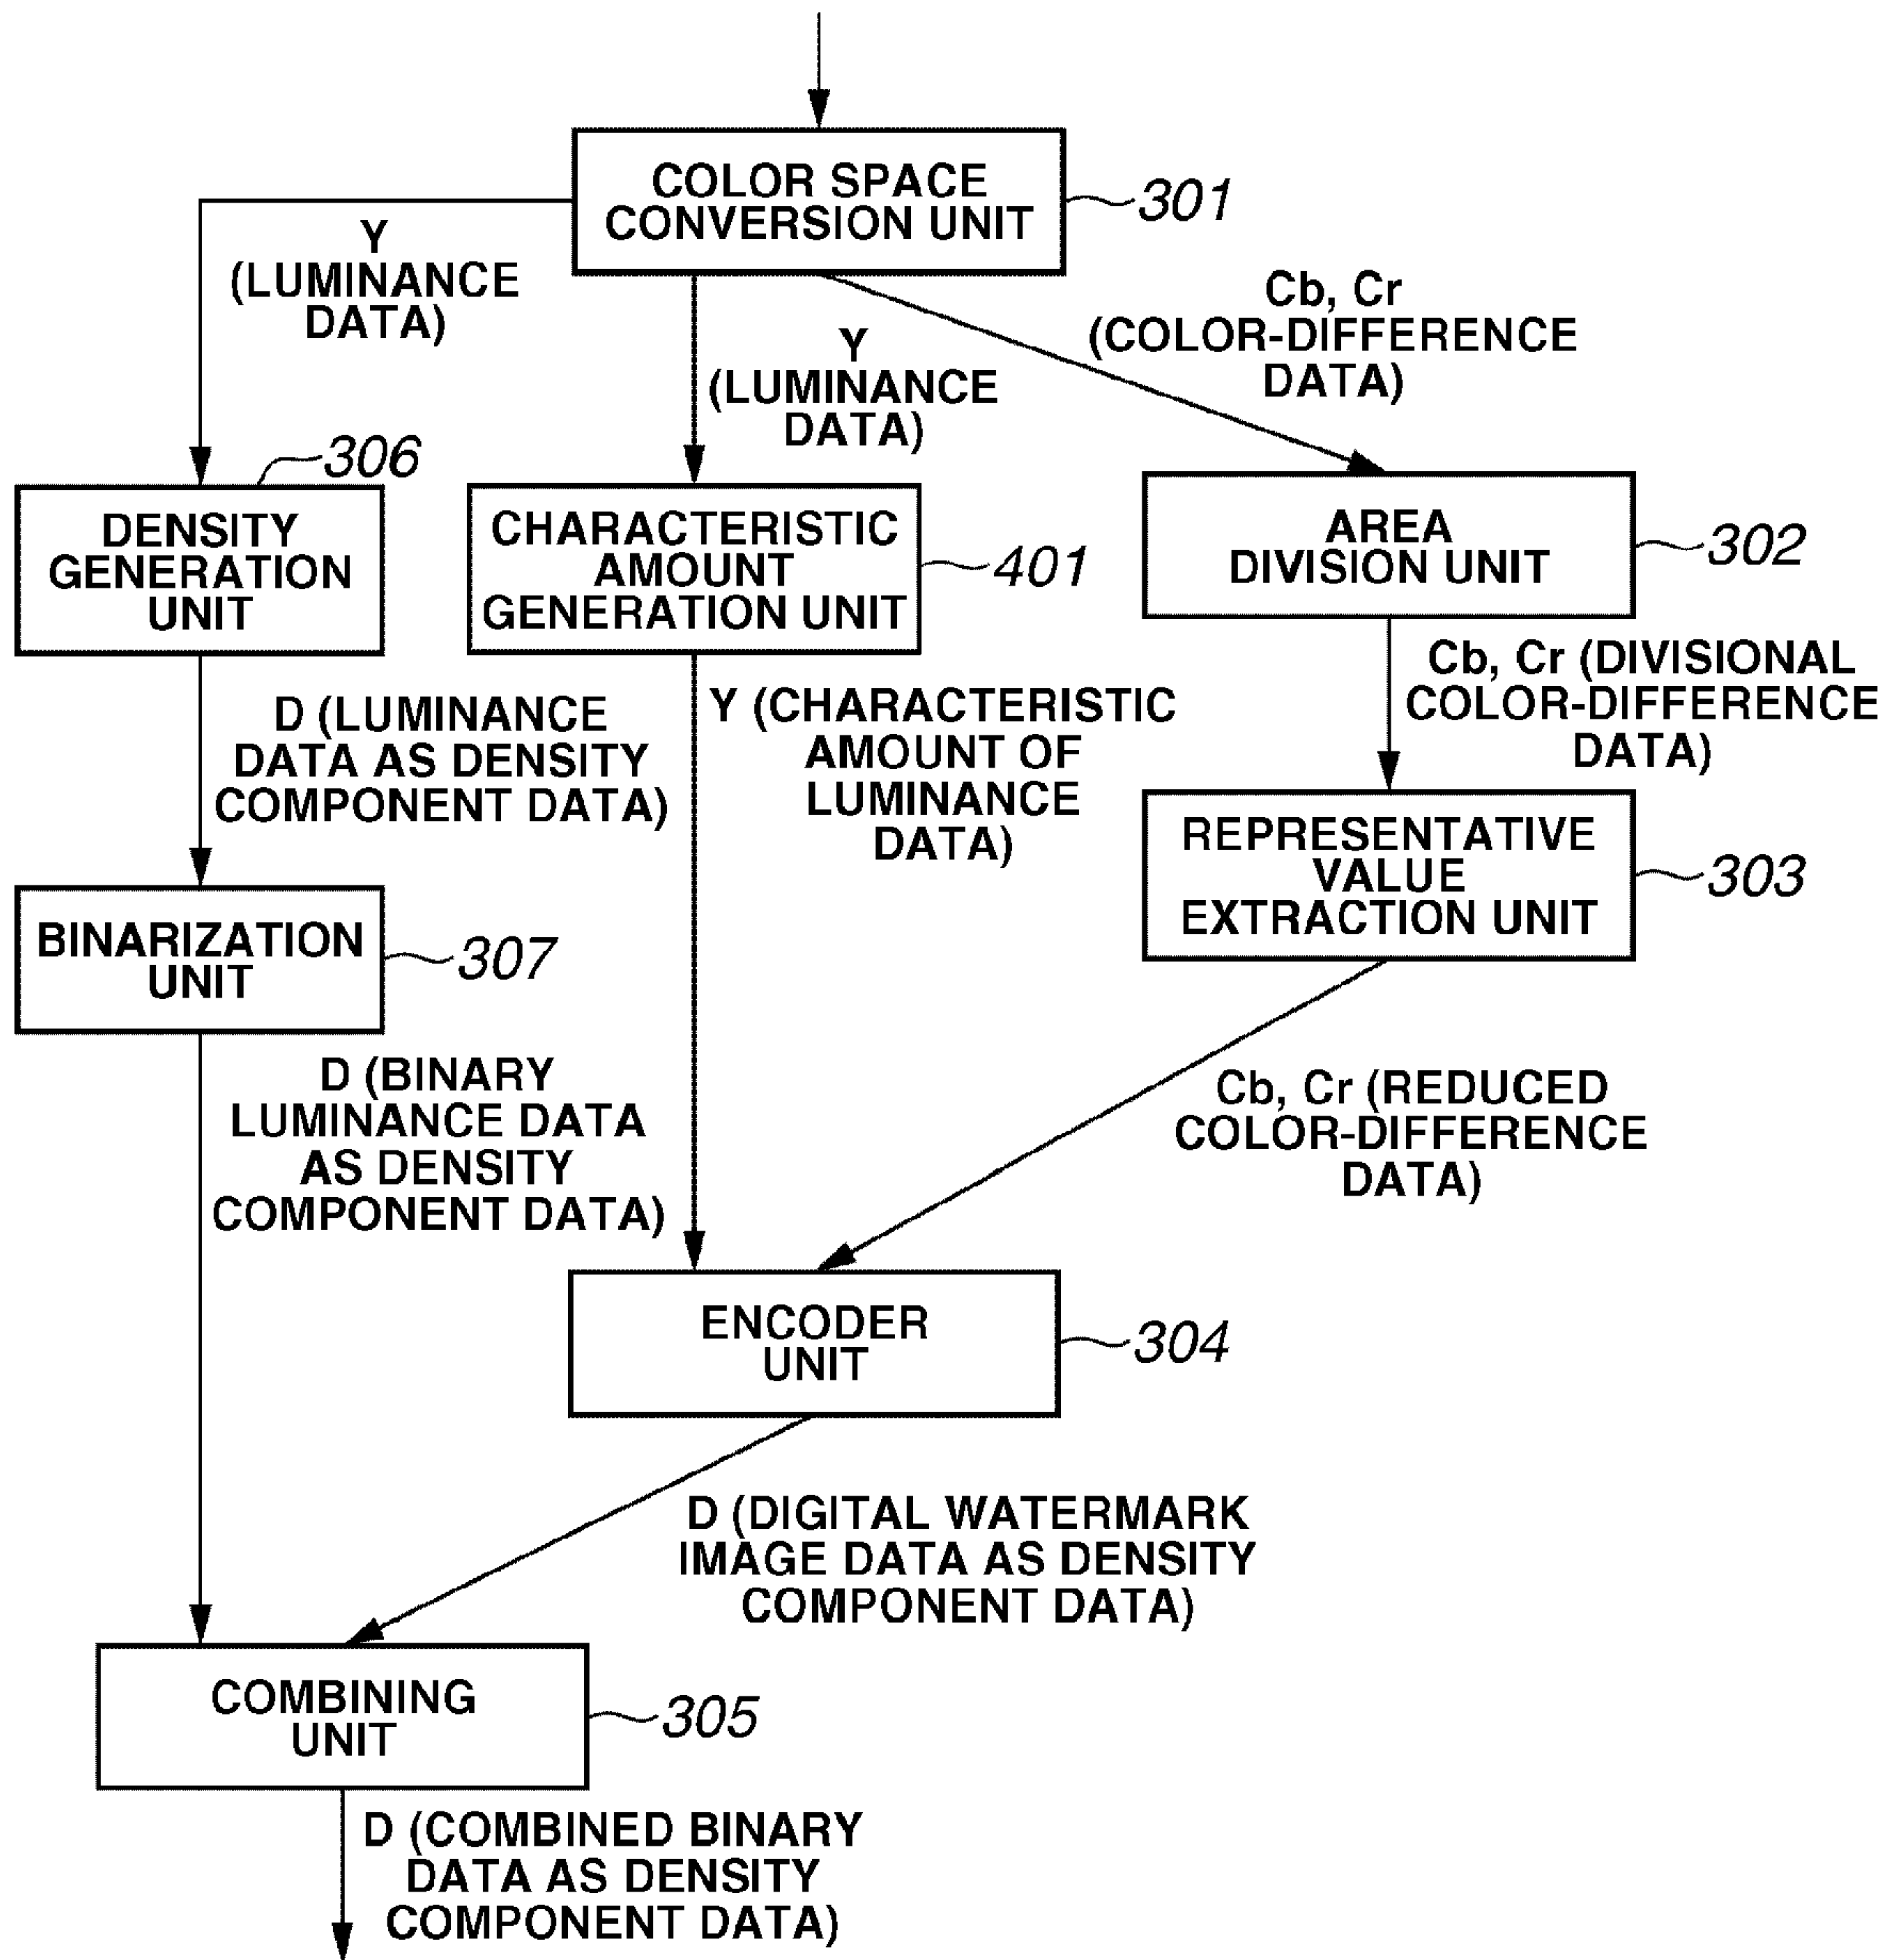 COLOR SPACE
CONVERSION UNIT
301
Y
(LUMINANCE
DATA)
Y
(LUMINANCE
DATA)
Cb, Cr
(COLOR-DIFFERENCE
DATA)
306
DENSITY
GENERATION
UNIT
CHARACTERISTIC
AMOUNT
GENERATION UNIT
401
AREA
DIVISION UNIT
302
D (LUMINANCE
DATA AS DENSITY
COMPONENT DATA)
Y (CHARACTERISTIC
AMOUNT OF
LUMINANCE
DATA)
Cb, Cr (DIVISIONAL
COLOR-DIFFERENCE
DATA)
REPRESENTATIVE
VALUE
EXTRACTION UNIT
303
BINARIZATION
UNIT
307
D (BINARY
LUMINANCE DATA
AS DENSITY
COMPONENT DATA)
Cb, Cr (REDUCED
COLOR-DIFFERENCE
DATA)
ENCODER
UNIT
304
D (DIGITAL WATERMARK
IMAGE DATA AS DENSITY
COMPONENT DATA)
COMBINING
UNIT
305
D (COMBINED BINARY
DATA AS DENSITY
COMPONENT DATA)